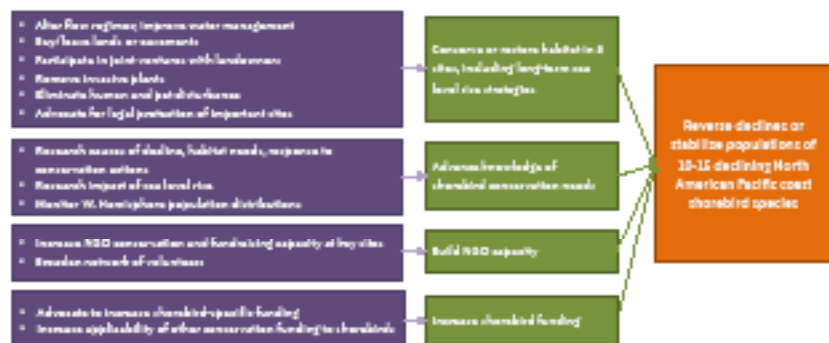 Alter flow regimes; improve water management
Buy/lease lands or easements
Participate in joint ventures with landowners
Remove invasive plants
Eliminate human and pet disturbance
Advocate for legal protection of important sites
Conserve or restore habitat in
sites, including long-term sea
level rise strategies
Reverse declines or
stabilize populations of
10-15 declining North
American Pacific coast
shorebird species
Research causes of decline, habitat needs, response to
conservation actions
Research impact of sea level rise
Monitor W. Hemisphere population distributions
Advance knowledge of
shorebird conservation needs
Increase NGO conservation and fundraising capacity at key sites
Broaden network of volunteers
Build NGO capacity
Advocate to increase shorebird-specific funding
Increase applicability of other conservation funding to shorebirds
Increase shorebird funding